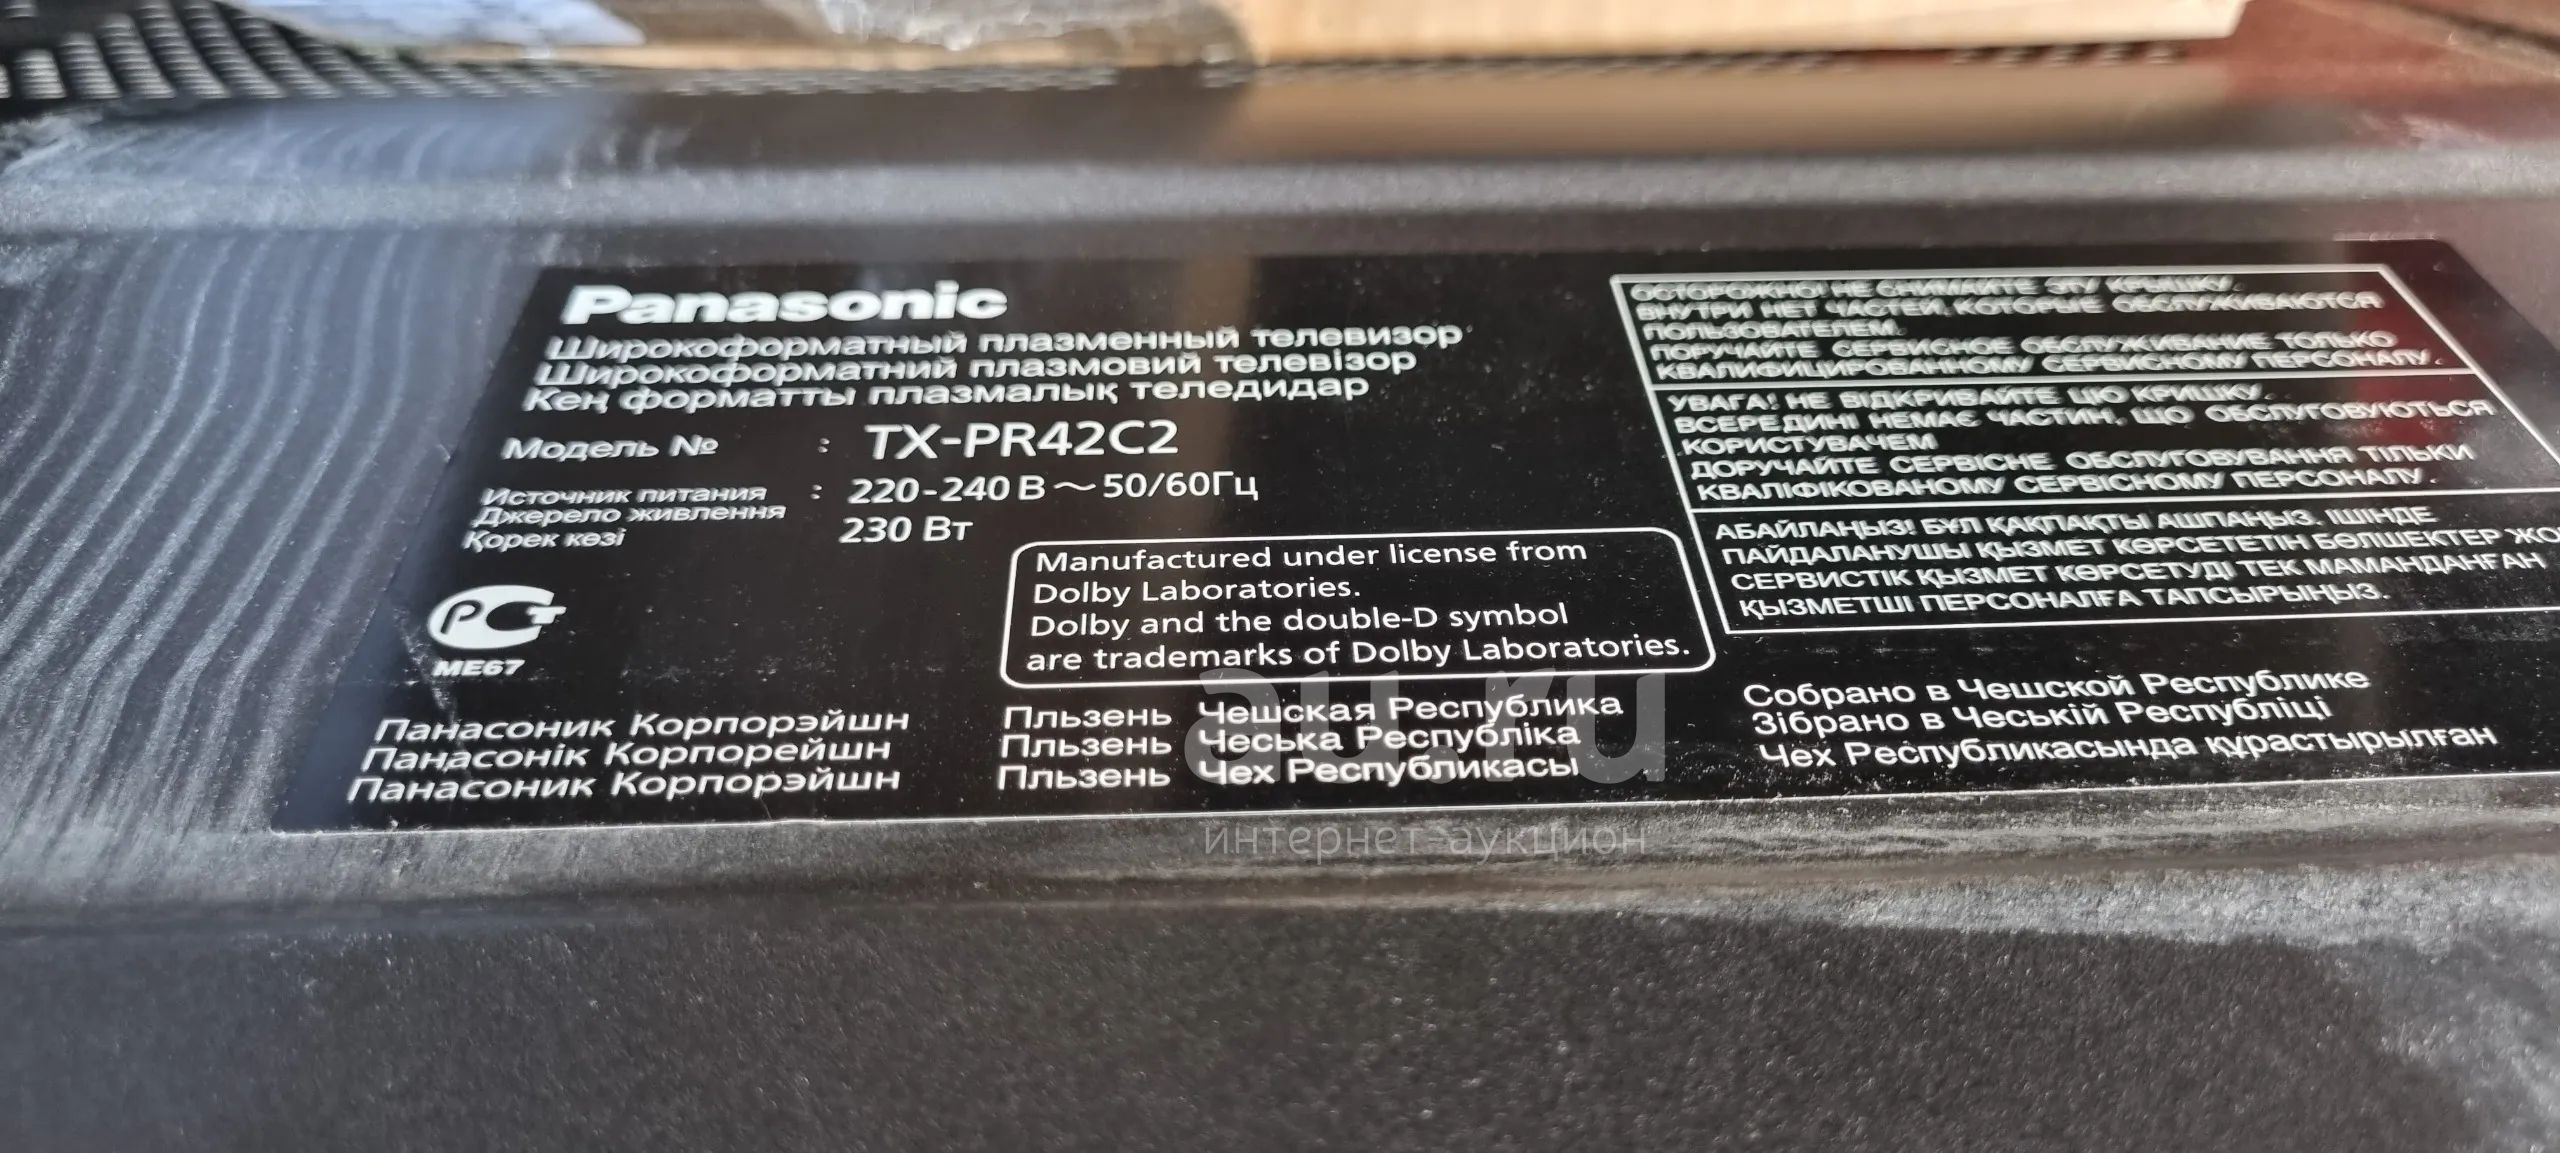 Panasonic
Широкоформатный плазменный телевизор
Широкоформатний плазмовий телевізор
Кең форматты плазмалық теледидар
Модель № : TX-PR42C2
Источник питания : 220-240 В ~ 50/60Гц
Джерело живлення
Қорек көзі 230 Вт
РСТ
ME67
Manufactured under license from
Dolby Laboratories.
Dolby and the double-D symbol
are trademarks of Dolby Laboratories.
Панасоник Корпорэйшн Пльзень Чешская Республика
Панасонік Корпорейшн Пльзень Чеська Республіка
Панасоник Корпорэйшн Пльзень Чех Республикасы
ОСТОРОЖНО! НЕ СНИМАЙТЕ ЭТУ КРЫШКУ.
ВНУТРИ НЕТ ЧАСТЕЙ, КОТОРЫЕ ОБСЛУЖИВАЮТСЯ
ПОЛЬЗОВАТЕЛЕМ.
ПОРУЧАЙТЕ СЕРВИСНОЕ ОБСЛУЖИВАНИЕ ТОЛЬКО
КВАЛИФИЦИРОВАННОМУ СЕРВИСНОМУ ПЕРСОНАЛУ.
УВАГА! НЕ ВІДКРИВАЙТЕ ЦЮ КРИШКУ.
ВСЕРЕДИНІ НЕМАЄ ЧАСТИН, ЩО ОБСЛУГОВУЮТЬСЯ
КОРИСТУВАЧЕМ
ДОРУЧАЙТЕ СЕРВІСНЕ ОБСЛУГОВУВАННЯ ТІЛЬКИ
КВАЛІФІКОВАНОМУ СЕРВІСНОМУ ПЕРСОНАЛУ.
АБАЙЛАҢЫЗ! БҰЛ ҚАҚПАҚТЫ АШПАҢЫЗ. ІШІНДЕ
ПАЙДАЛАНУШЫ ҚЫЗМЕТ КӨРСЕТЕТІН БӨЛШЕКТЕР
СЕРВИСТІК ҚЫЗМЕТ КӨРСЕТУДІ ТЕК МАМАНДАНҒАН
ҚЫЗМЕТШІ ПЕРСОНАЛҒА ТАПСЫРЫҢЫЗ.
Собрано в Чешской Республике
Зібрано в Чеській Республіці
Чех Республикасында құрастырылған
au.ru
интернет-аукцион